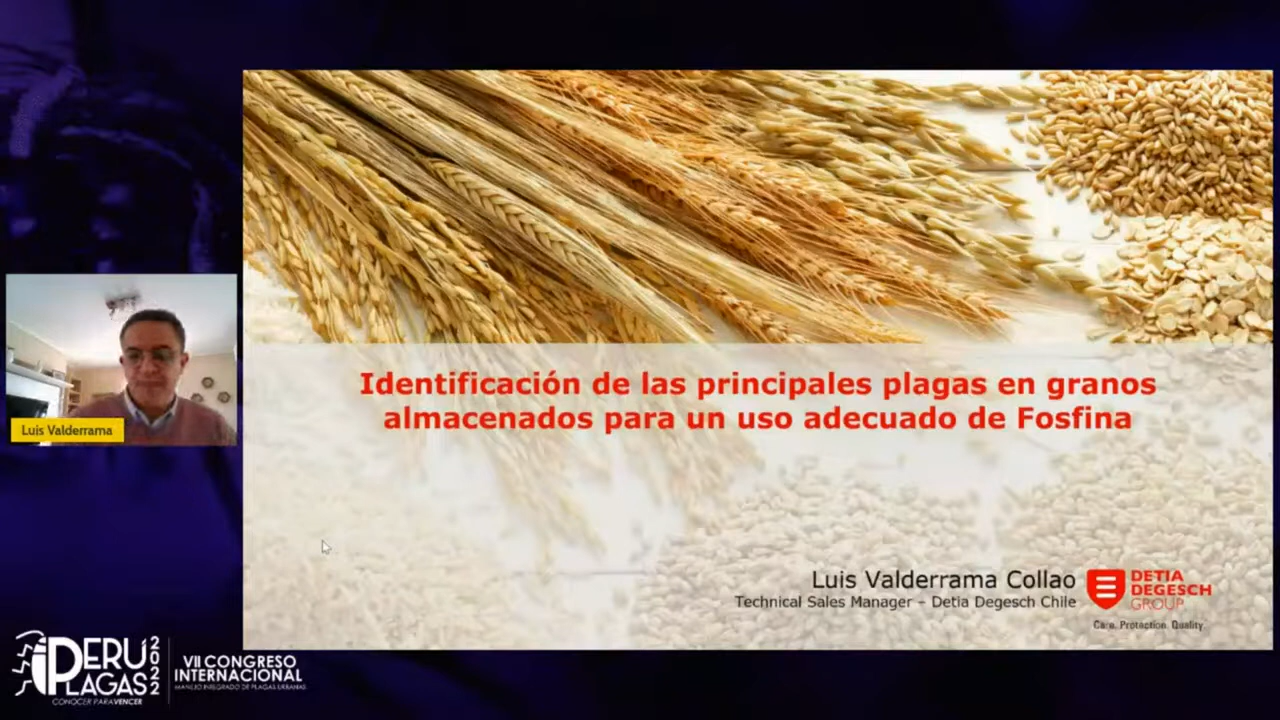 Identificación de las principales plagas en granos
almacenados para un uso adecuado de Fosfina
Luis Valderrama
Luis Valderrama Collao
Technical Sales Manager – Detia Degesch Chile
DETIA
DEGESCH
GROUP
Care. Protection. Quality.
PERÚ
PLAGAS
2022
CONOCER PARA VENCER
VII CONGRESO
INTERNACIONAL
MANEJO INTEGRADO DE PLAGAS URBANAS